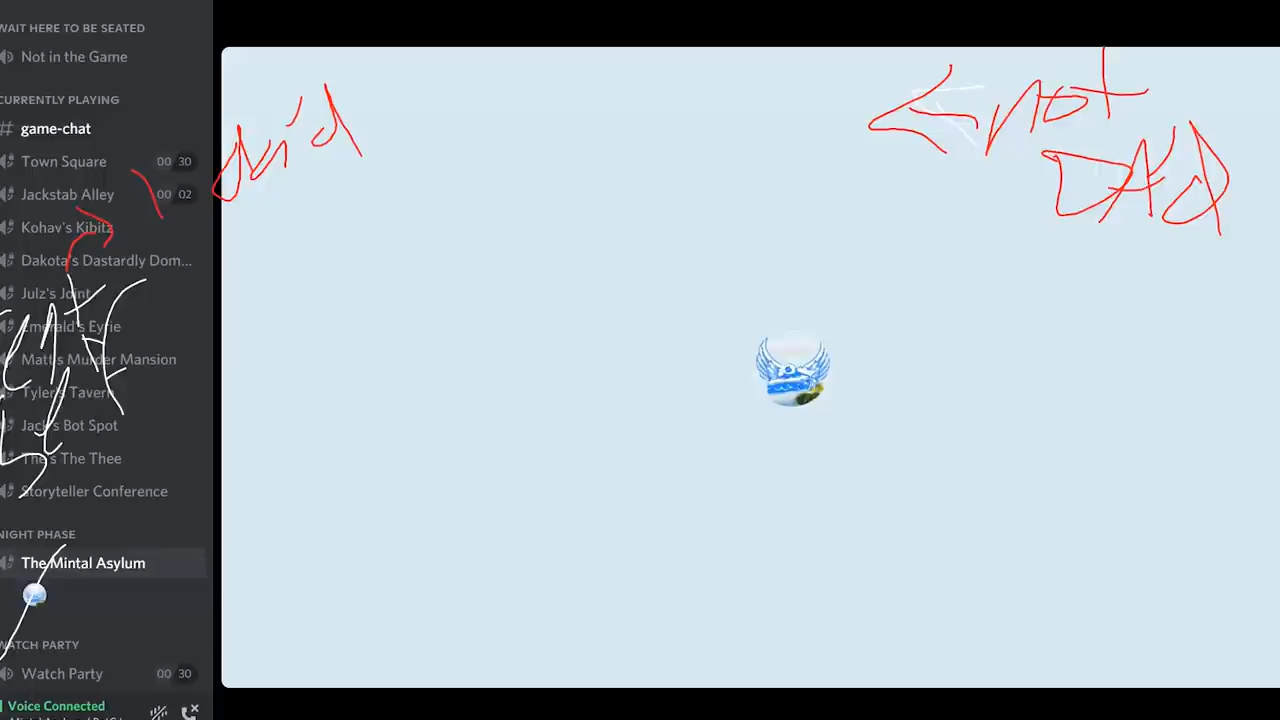 WAIT HERE TO BE SEATED
Not in the Game
CURRENTLY PLAYING
# game-chat
Town Square 00 30
Jackstab Alley 00 02
Kohav's Kibitz
Dakota's Dastardly Dom...
Julz's Joint
Emerald's Eyrie
Matt's Murder Mansion
Tyler's Tavern
Jack's Bot Spot
The's The Thee
Storyteller Conference
NIGHT PHASE
The Mintal Asylum
WATCH PARTY
Watch Party 00 30
Voice Connected
<not
DAD